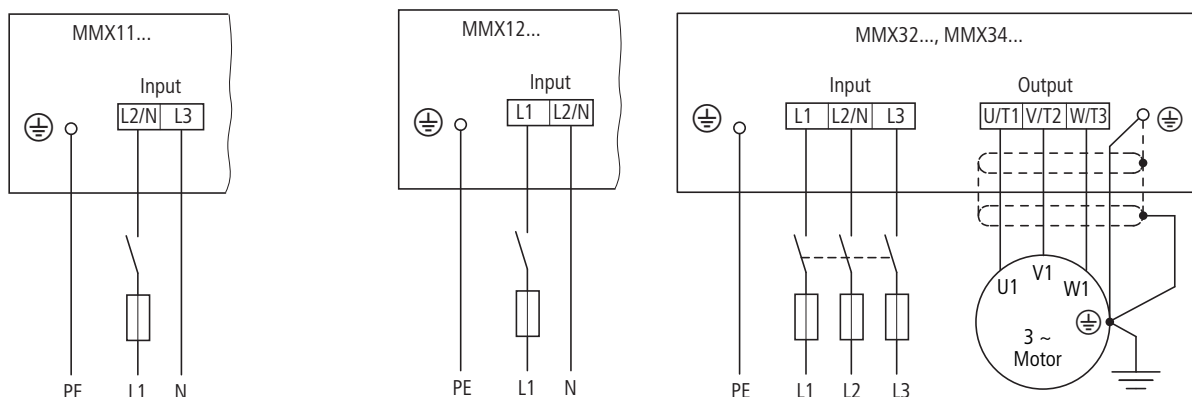 MMX11...
Input
L2/N L3
PE L1 N
MMX12...
Input
L1 L2/N
PE L1 N
MMX32..., MMX34...
Input
L1 L2/N L3
Output
U/T1 V/T2 W/T3
U1 V1 W1
3 ~
Motor
PE L1 L2 L3